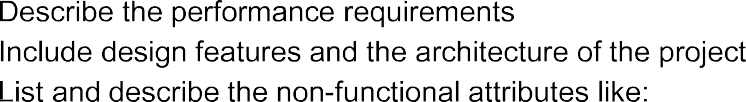 Describe the performance requirements
Include design features and the architecture of the project
List and describe the non-functional attributes like: